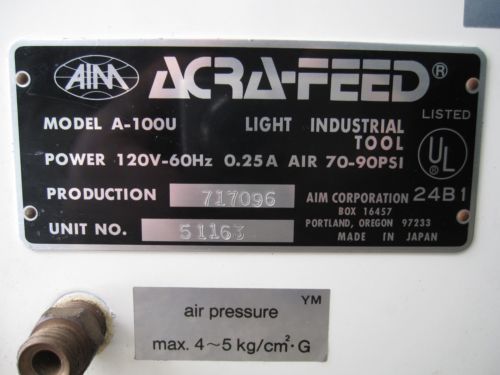 AIM ACRA-FEED®
MODEL A-100U LIGHT INDUSTRIAL TOOL
LISTED
UL
24B1
POWER 120V-60Hz 0.25A AIR 70-90PSI
PRODUCTION 717096
UNIT NO. 51163
AIM CORPORATION
BOX 16457
PORTLAND, OREGON 97233
MADE IN JAPAN
YM
air pressure
max. 4~5 kg/cm²·G